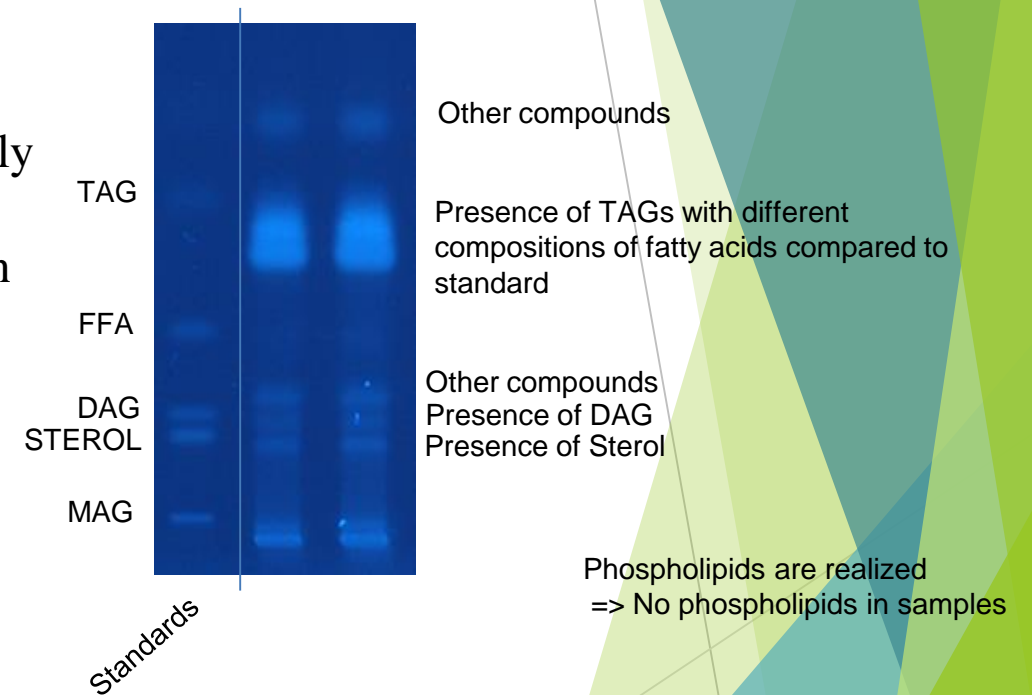 ly
n
TAG
FFA
DAG
STEROL
MAG
Standards
Other compounds
Presence of TAGs with different
compositions of fatty acids compared to
standard
Other compounds
Presence of DAG
Presence of Sterol
Phospholipids are realized
=> No phospholipids in samples